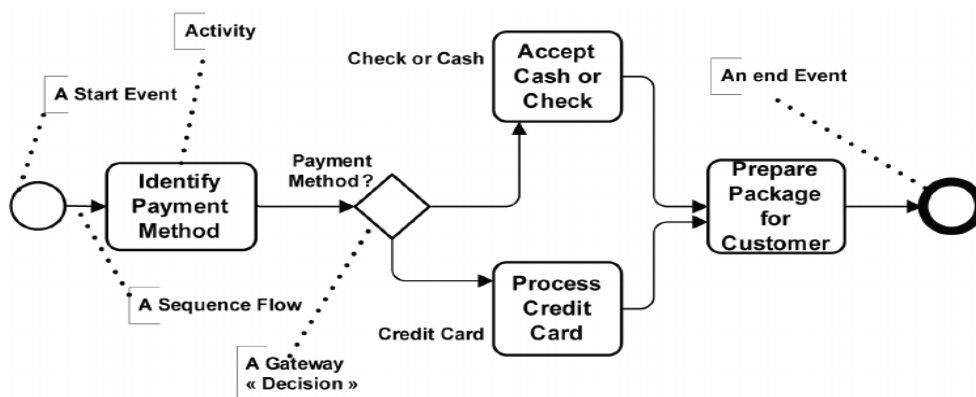 Activity
A Start Event
Check or Cash
Accept
Cash or
Check
An end Event
Identify
Payment
Method
Payment
Method?
Prepare
Package
for
Customer
A Sequence Flow
Process
Credit
Card
Credit Card
A Gateway
« Decision »